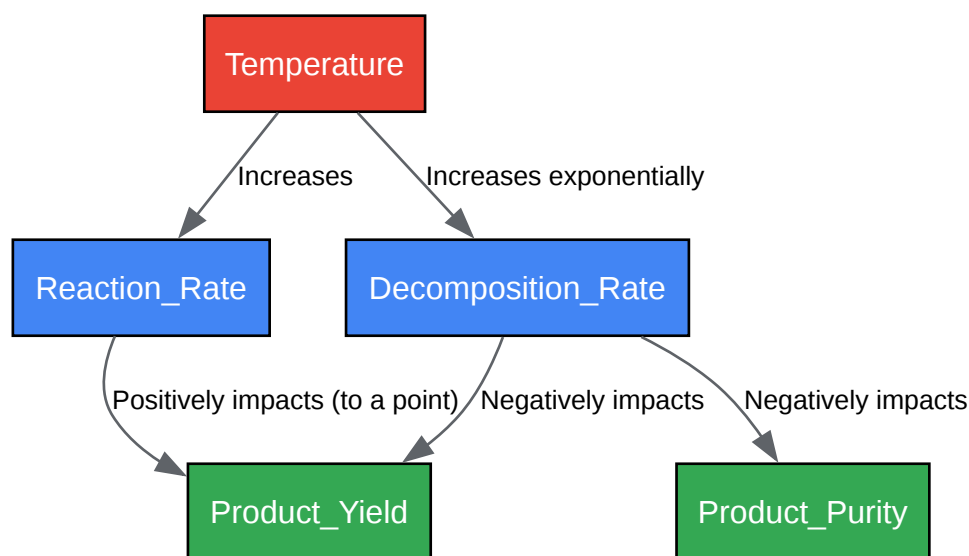 Temperature
Increases
Increases exponentially
Reaction_Rate
Decomposition_Rate
Positively impacts (to a point)
Negatively impacts
Negatively impacts
Product_Yield
Product_Purity